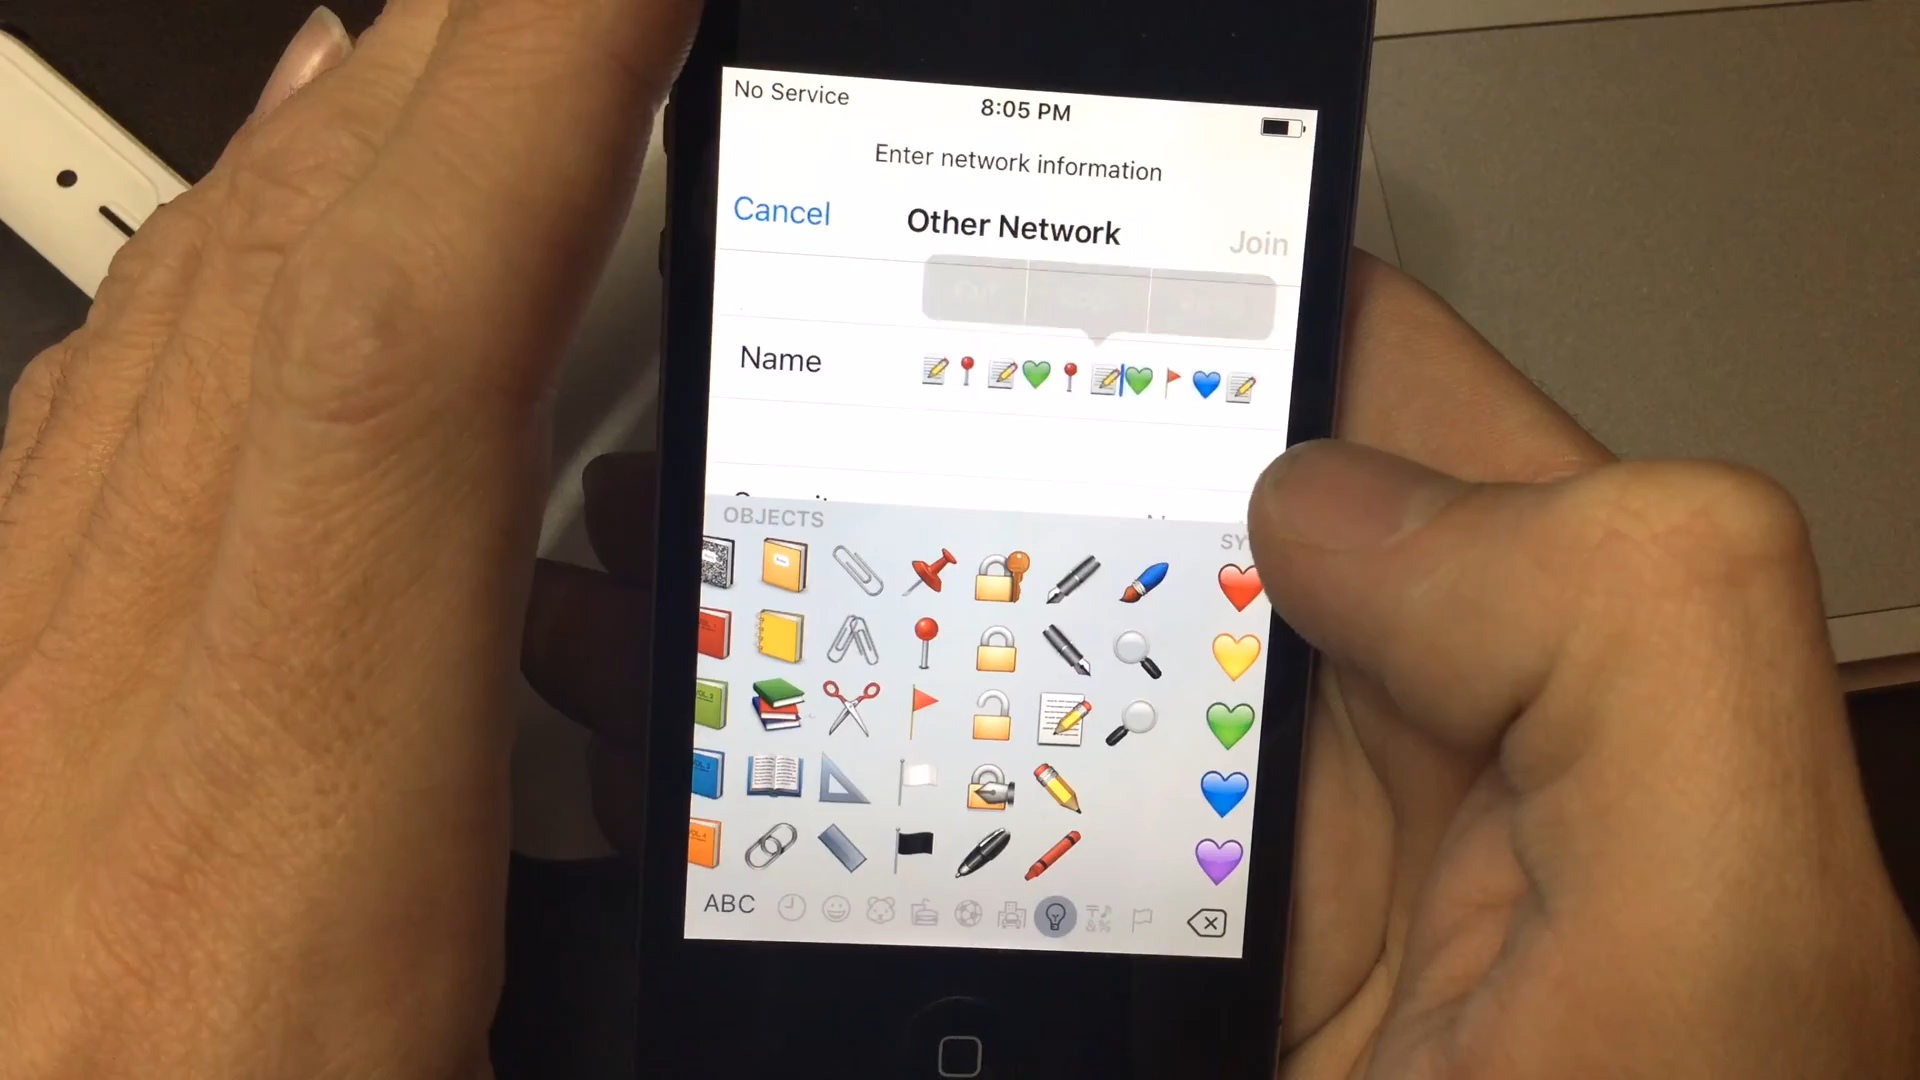 No Service
8:05 PM
Enter network information
Cancel
Other Network
Join
Name 📝📍📝💚📍📝💚🚩💙📝
OBJECTS
ABC